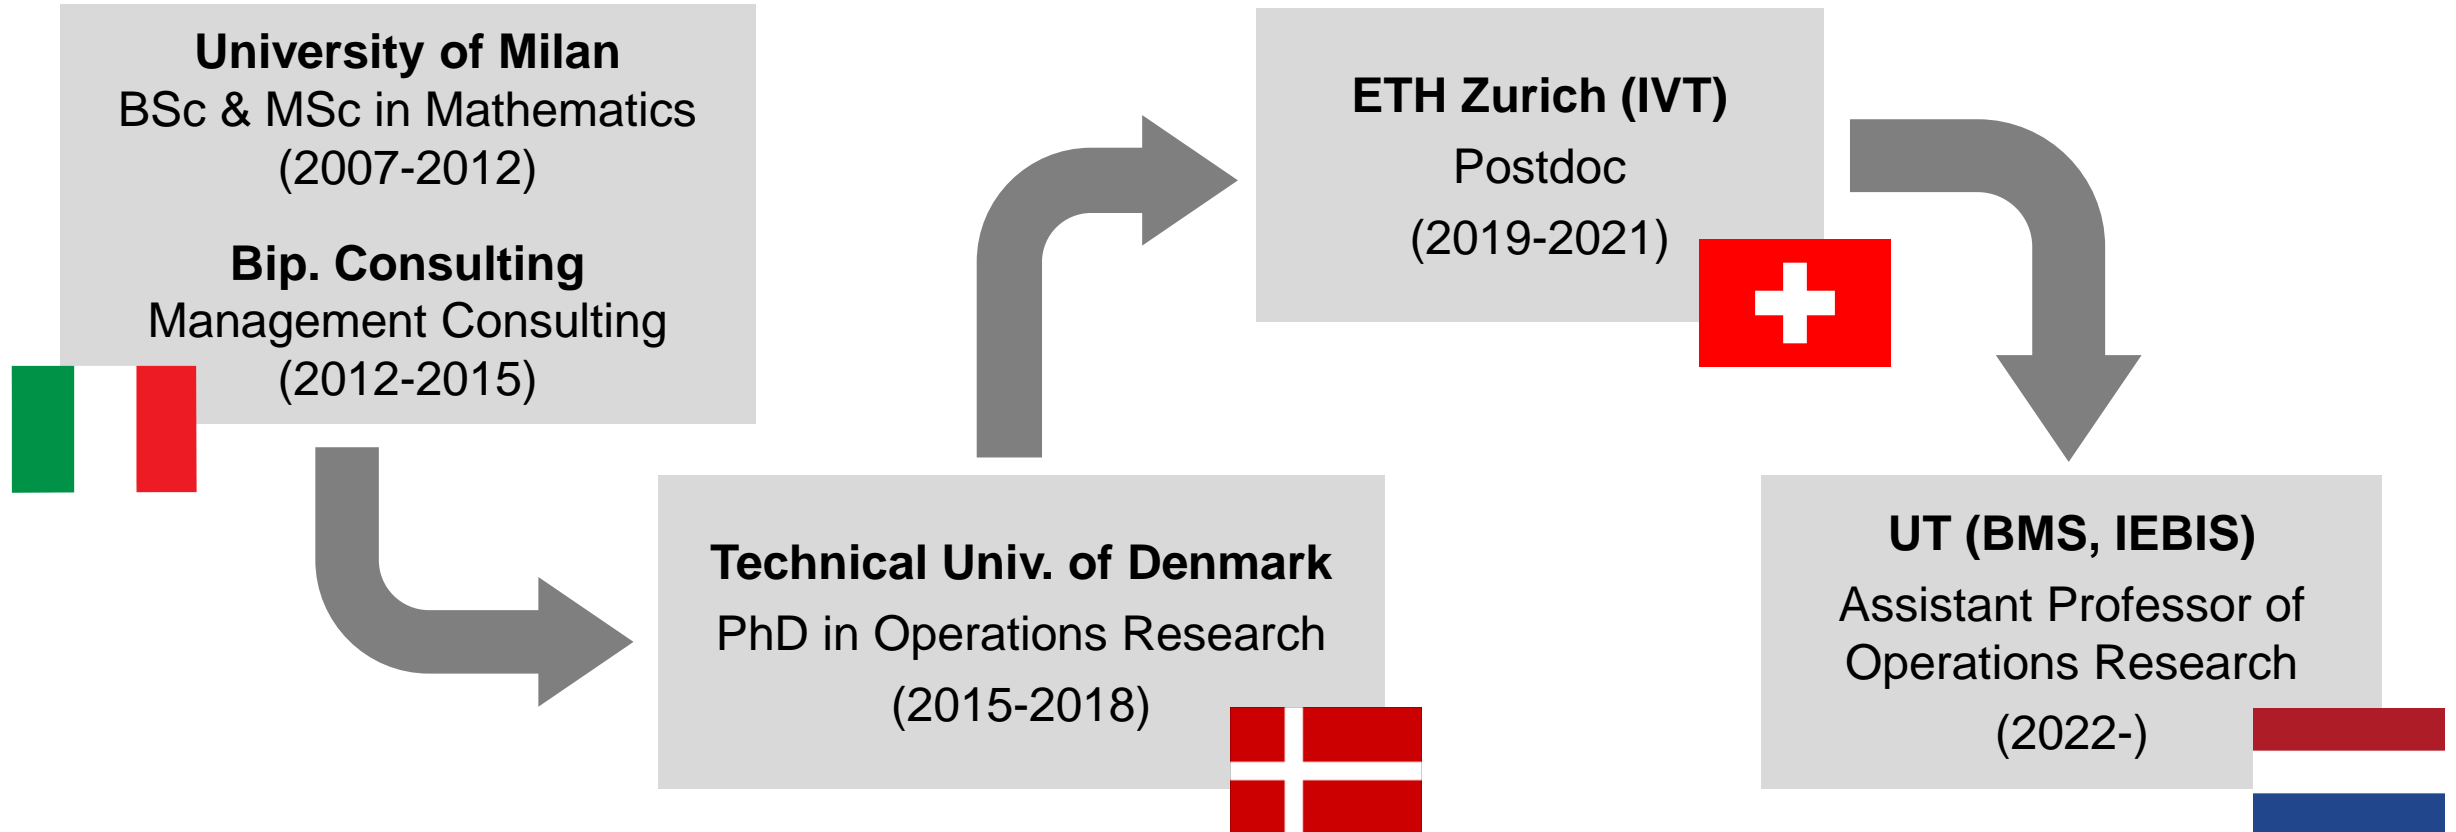 University of Milan
BSc & MSc in Mathematics
(2007-2012)
Bip. Consulting
Management Consulting
(2012-2015)
Technical Univ. of Denmark
PhD in Operations Research
(2015-2018)
ETH Zurich (IVT)
Postdoc
(2019-2021)
UT (BMS, IEBIS)
Assistant Professor of
Operations Research
(2022-)